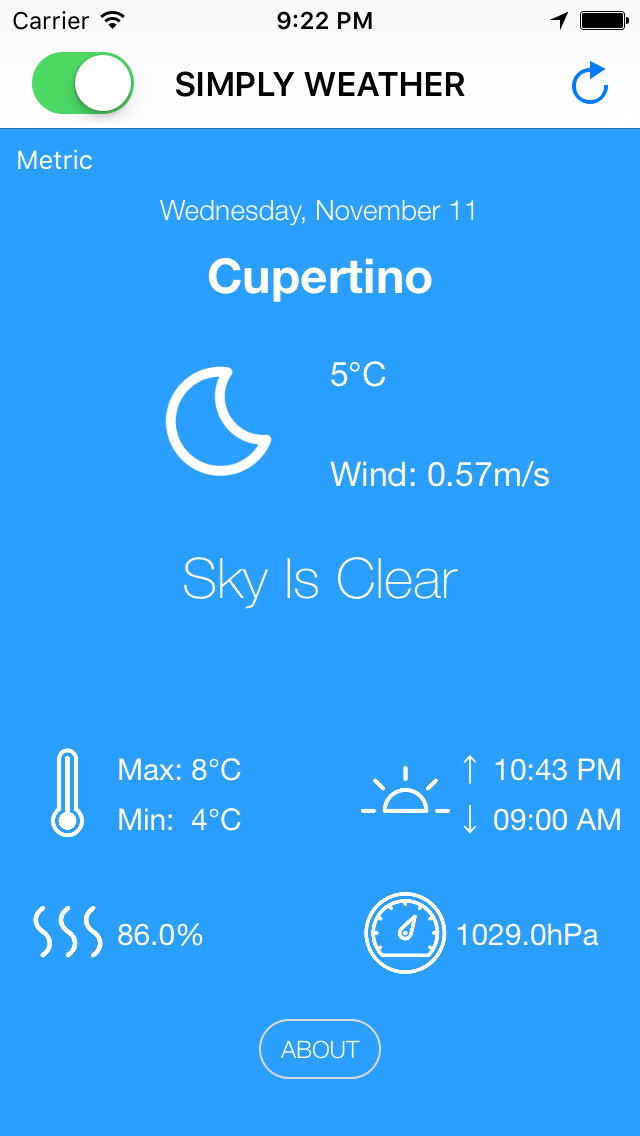 Carrier 9:22 PM
SIMPLY WEATHER
Metric
Wednesday, November 11
Cupertino
5°C
Wind: 0.57m/s
Sky Is Clear
Max: 8°C ↑ 10:43 PM
Min: 4°C ↓ 09:00 AM
86.0% 1029.0hPa
ABOUT